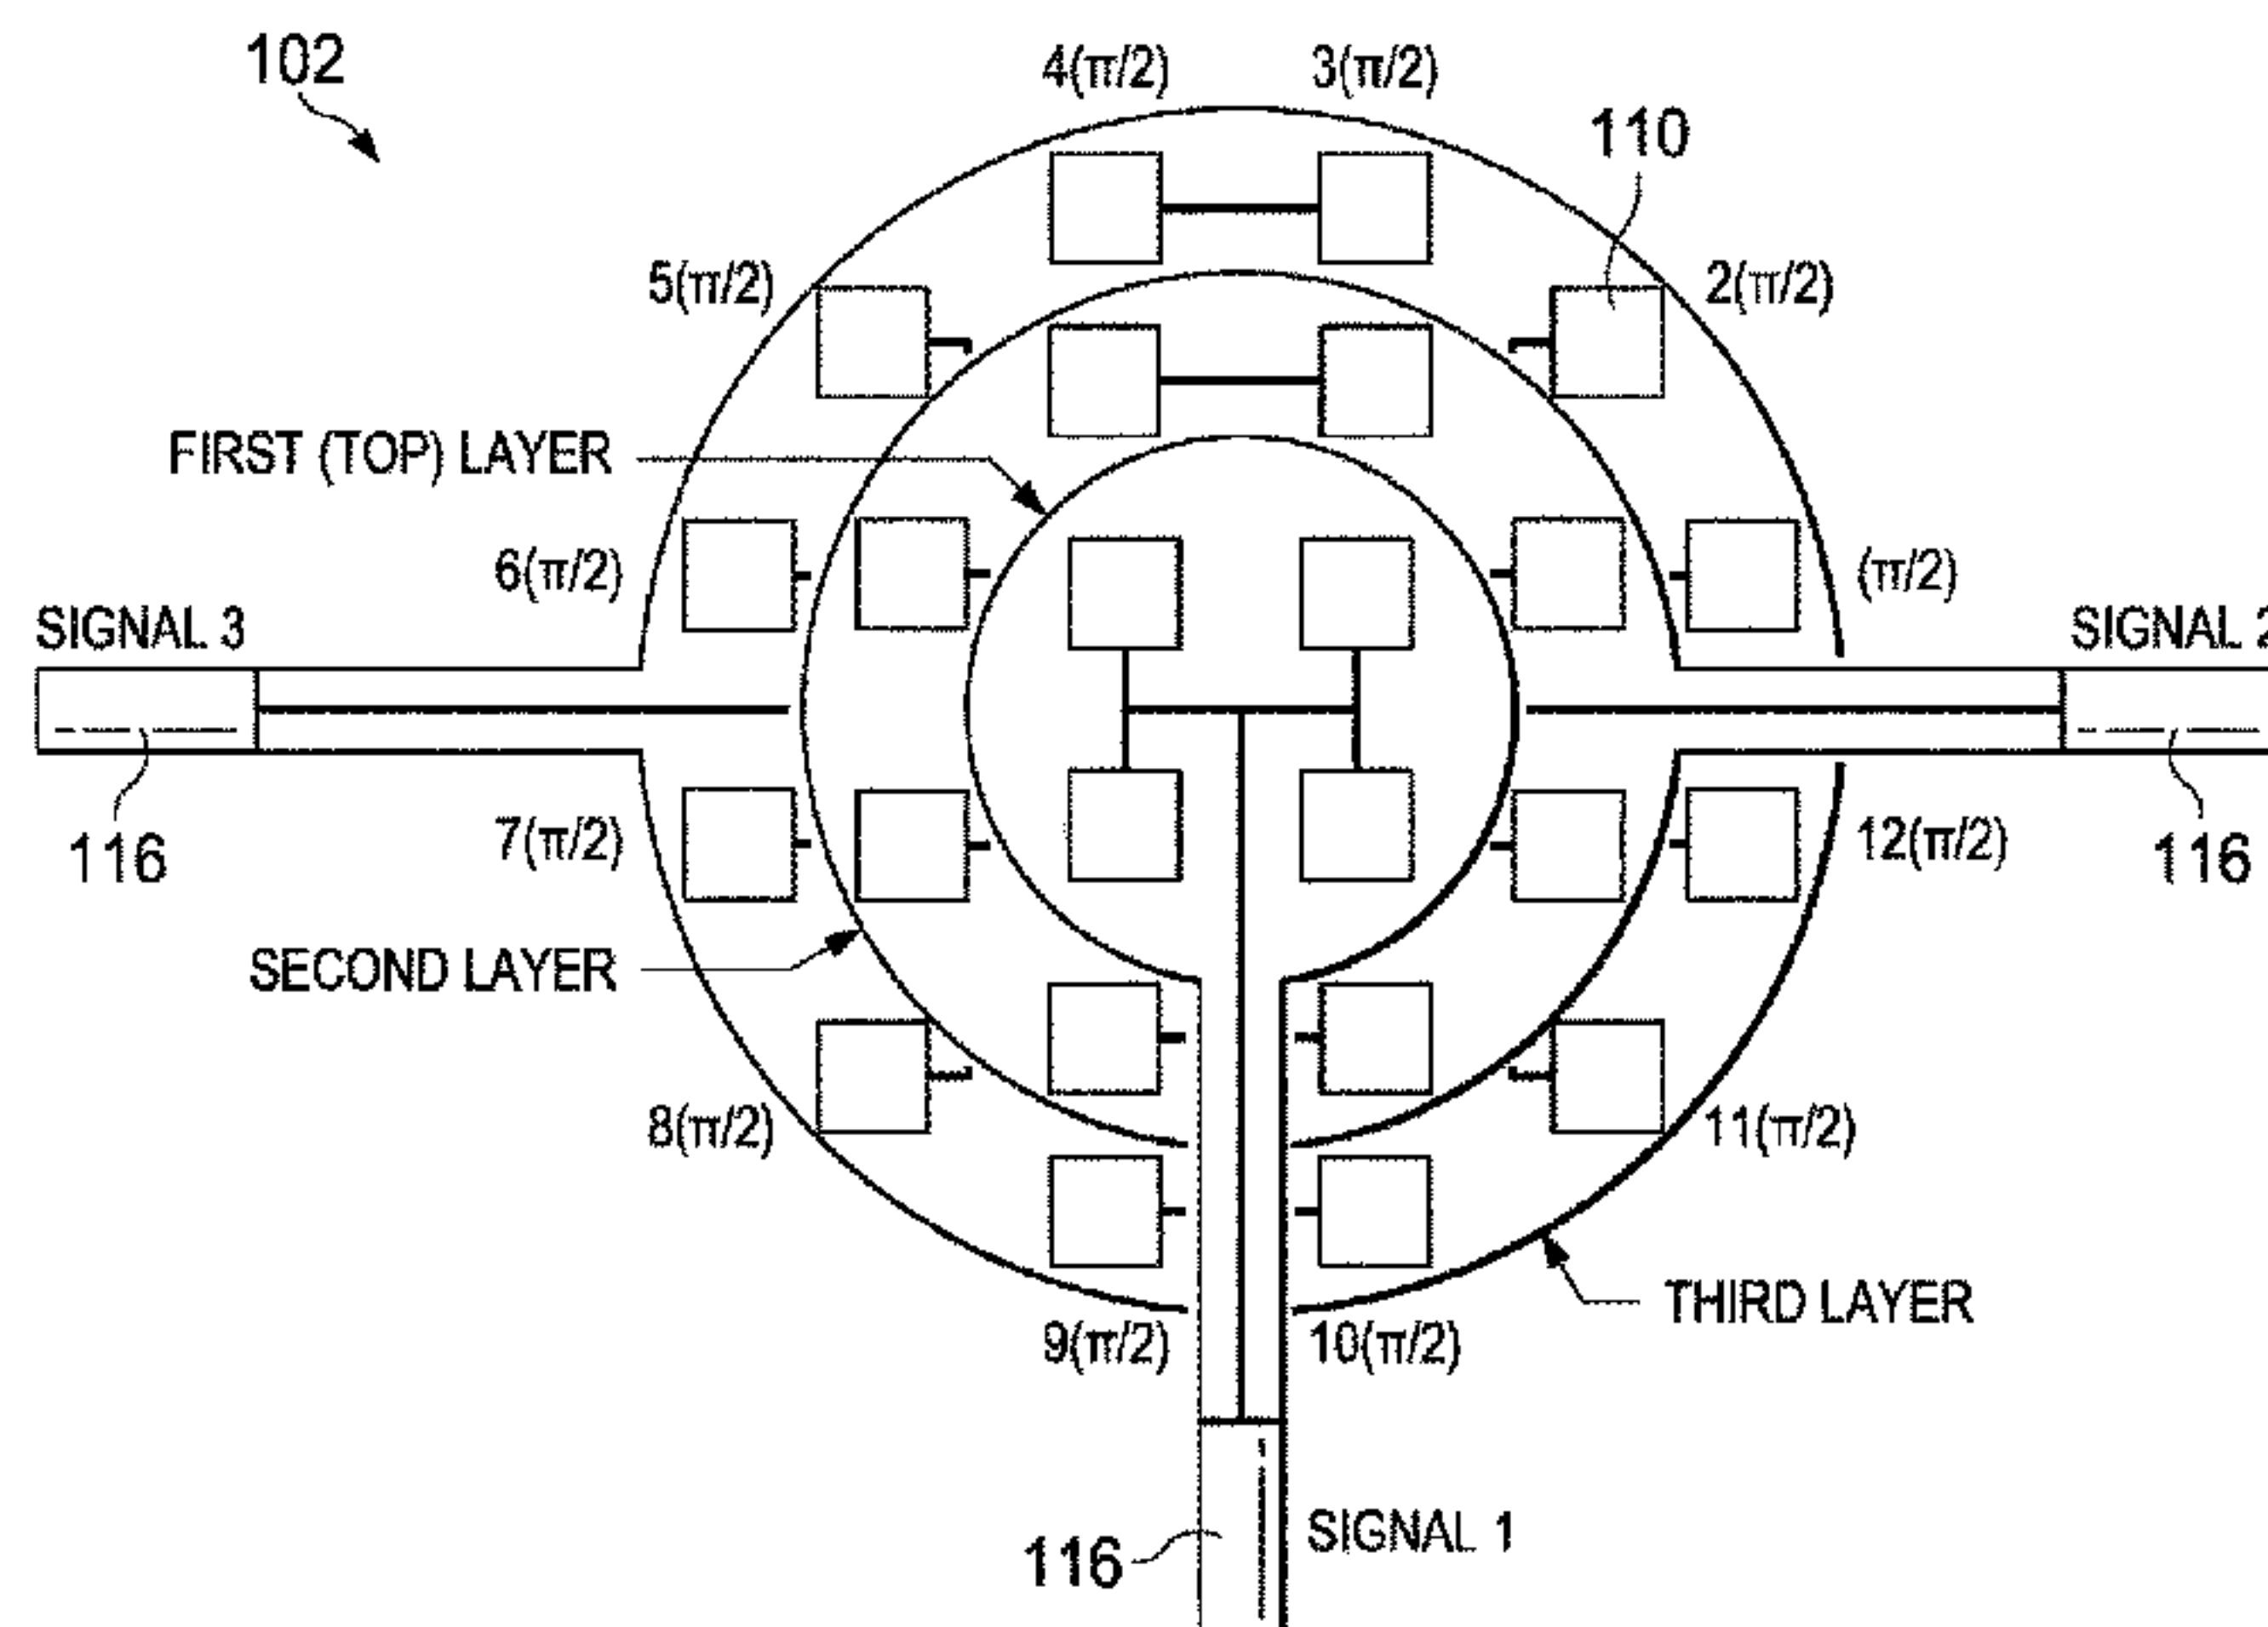 102
4(π/2) 3(π/2)
110
5(π/2) 2(π/2)
FIRST (TOP) LAYER
6(π/2) (π/2)
SIGNAL 3 SIGNAL 2
7(π/2) 12(π/2)
116 116
SECOND LAYER
8(π/2) 11(π/2)
THIRD LAYER
9(π/2) 10(π/2)
SIGNAL 1
116